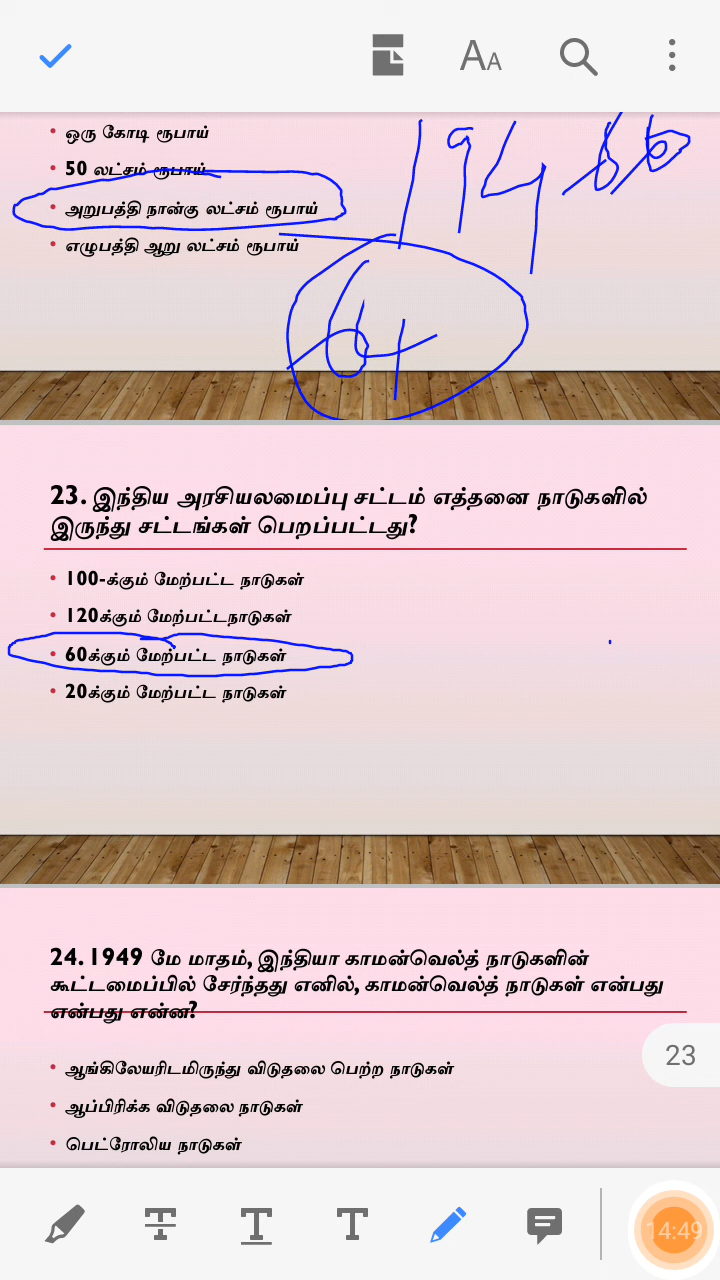 AA
ஒரு கோடி ரூபாய்
50 லட்சம் ரூபாய்
அறுபத்தி நான்கு லட்சம் ரூபாய்
எழுபத்தி ஆறு லட்சம் ரூபாய்
194
64
23. இந்திய அரசியலமைப்பு சட்டம் எத்தனை நாடுகளில்
இருந்து சட்டங்கள் பெறப்பட்டது?
100-க்கும் மேற்பட்ட நாடுகள்
120க்கும் மேற்பட்டநாடுகள்
60க்கும் மேற்பட்ட நாடுகள்
20க்கும் மேற்பட்ட நாடுகள்
24. 1949 மே மாதம், இந்தியா காமன்வெல்த் நாடுகளின்
கூட்டமைப்பில் சேர்ந்தது எனில், காமன்வெல்த் நாடுகள் என்பது
என்பது என்ன?
23
ஆங்கிலேயரிடமிருந்து விடுதலை பெற்ற நாடுகள்
ஆப்பிரிக்க விடுதலை நாடுகள்
பெட்ரோலிய நாடுகள்
T T T
14:49